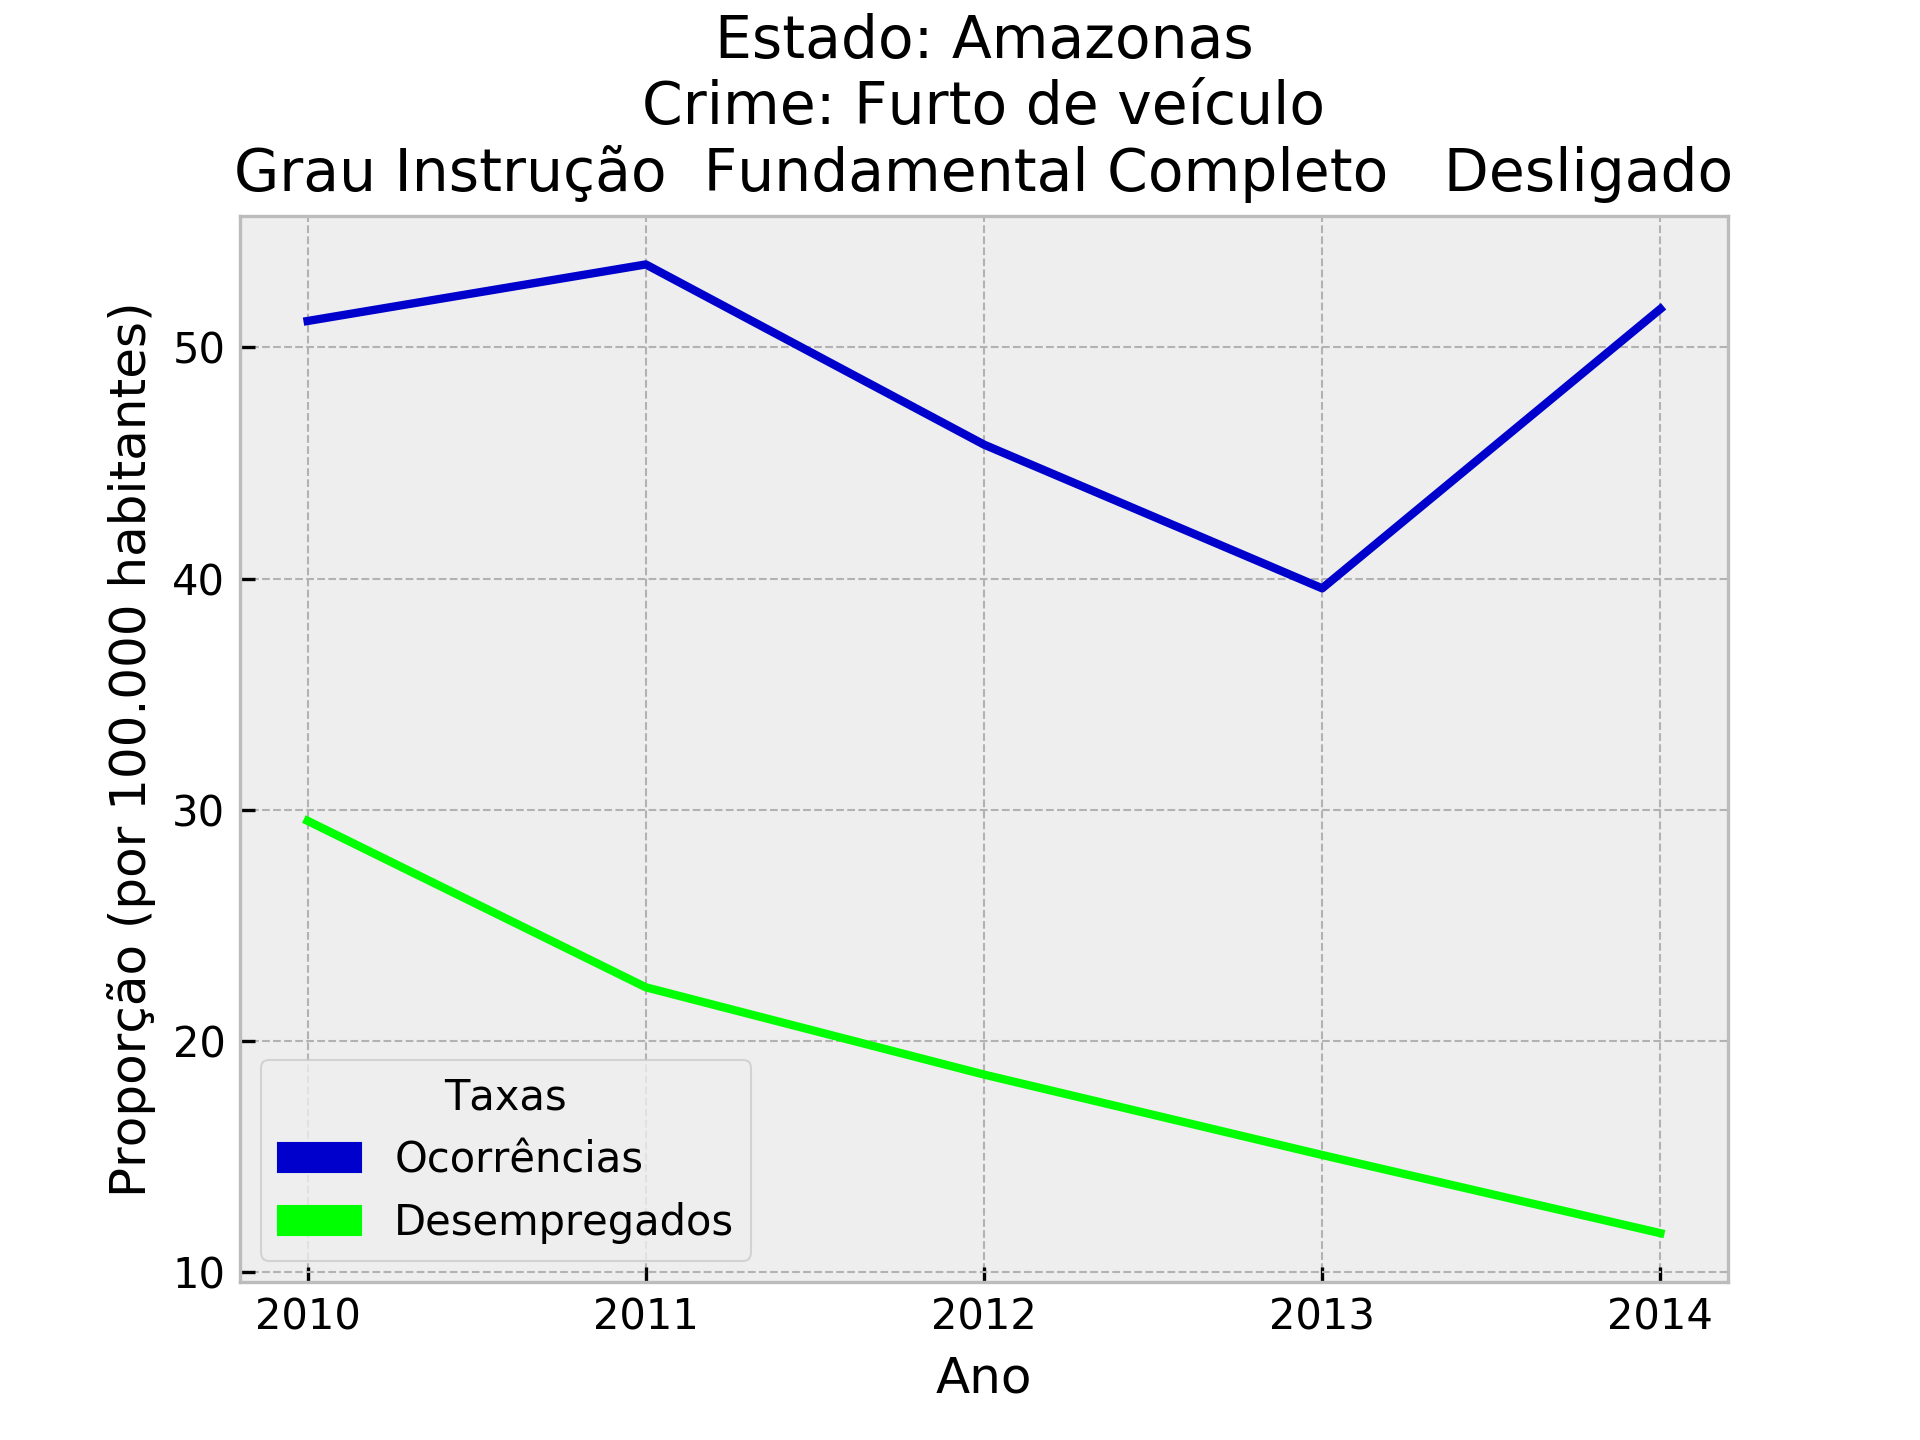 Estado: Amazonas
Crime: Furto de veículo
Grau Instrução  Fundamental Completo   Desligado
Proporção (por 100.000 habitantes)
50
40
30
20
10
Taxas
Ocorrências
Desempregados
2010 2011 2012 2013 2014
Ano